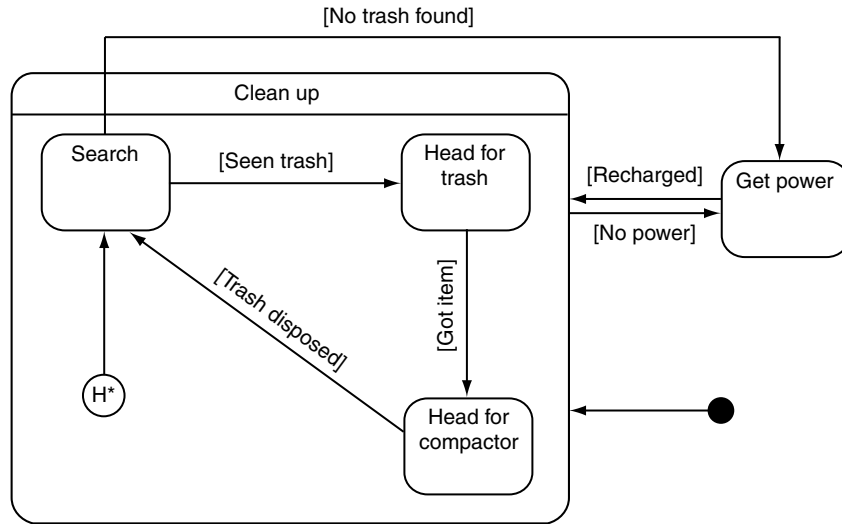 [No trash found]
Clean up
Search
[Seen trash]
Head for
trash
[Recharged]
Get power
[No power]
[Trash disposed]
[Got item]
H*
Head for
compactor